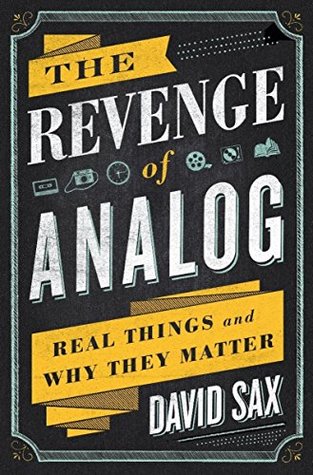 THE
REVENGE
of
ANALOG
REAL THINGS and
WHY THEY MATTER
DAVID SAX